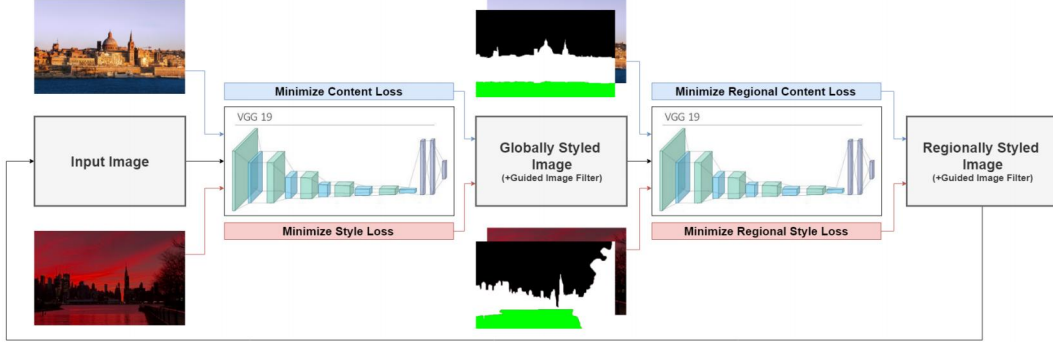 Minimize Content Loss
VGG 19
Input Image
Minimize Style Loss
Globally Styled
Image
(+Guided Image Filter)
Minimize Regional Content Loss
VGG 19
Minimize Regional Style Loss
Regionally Styled
Image
(+Guided Image Filter)